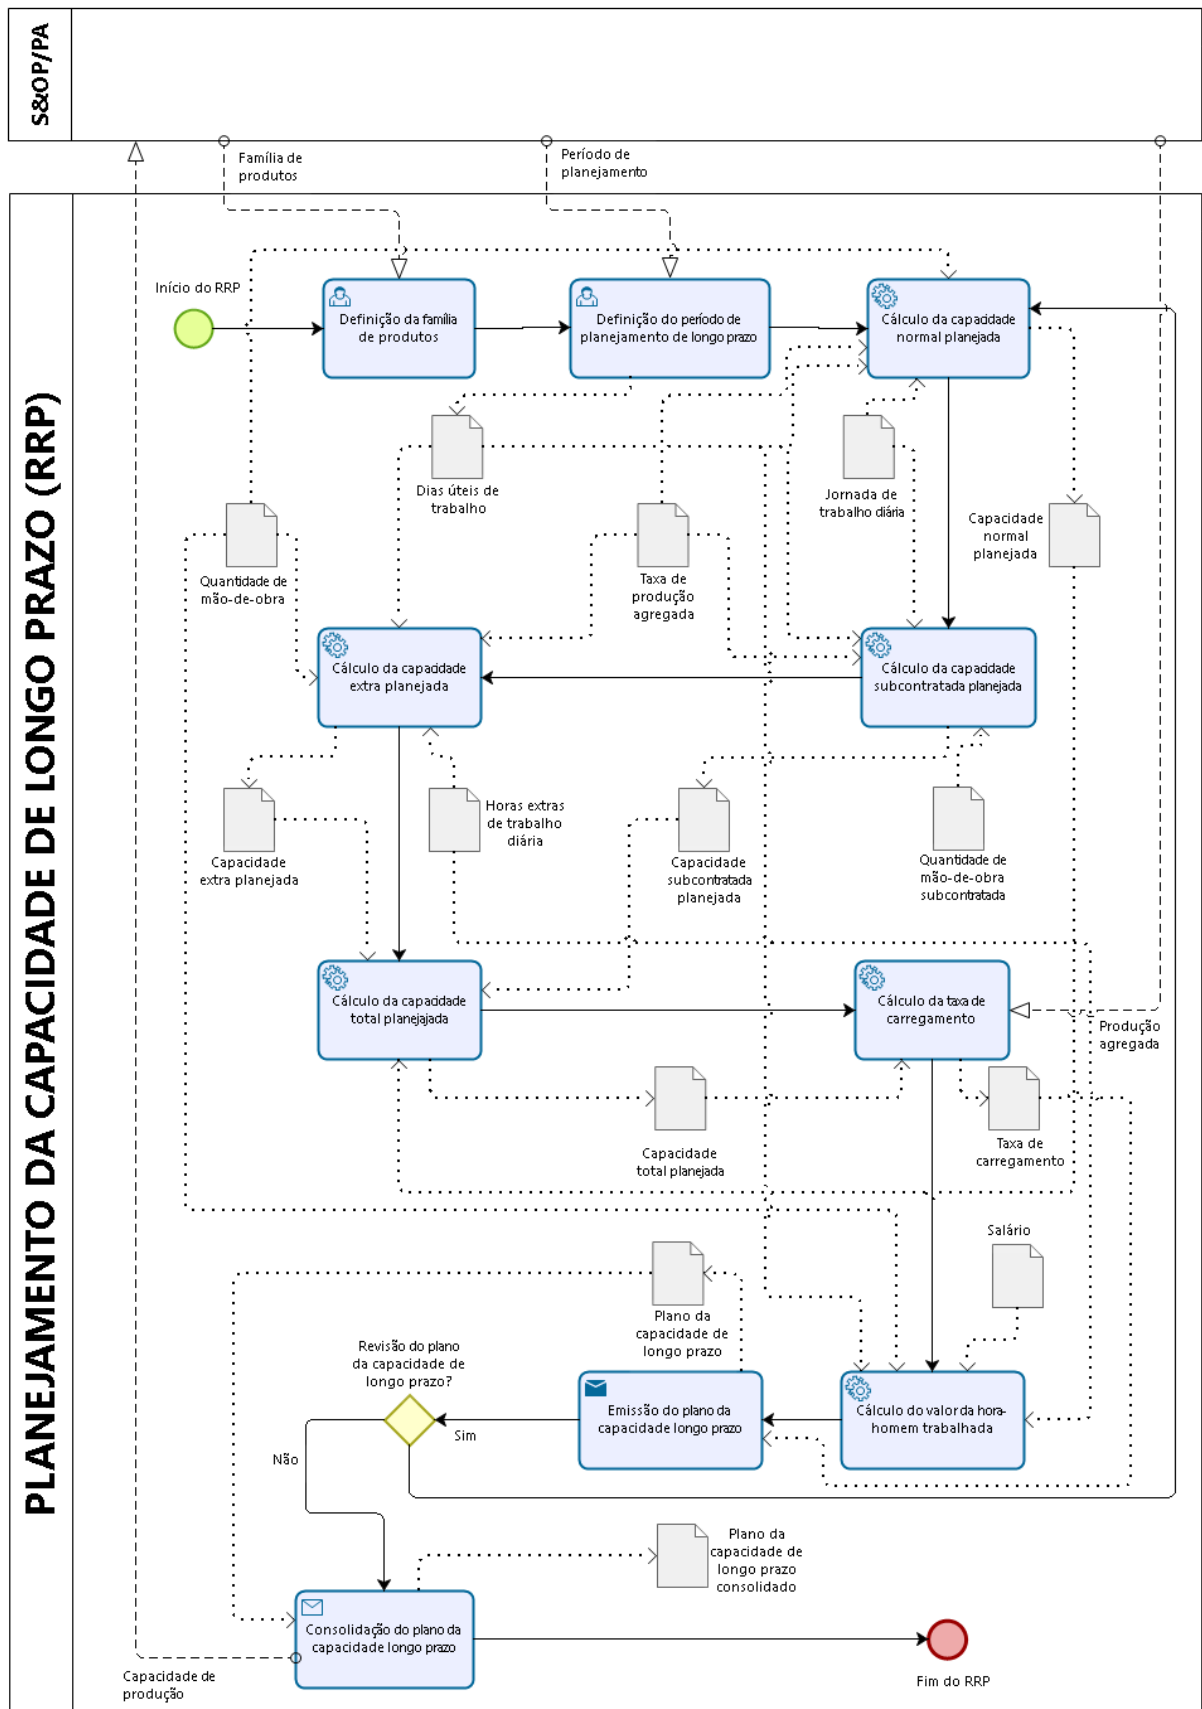 S&OP/PA
Família de
produtos
Período de
planejamento
PLANEJAMENTO DA CAPACIDADE DE LONGO PRAZO (RRP)
Início do RRP
Definição da família
de produtos
Definição do período de
planejamento de longo prazo
Cálculo da capacidade
normal planejada
Dias úteis de
trabalho
Jornada de
trabalho diária
Capacidade
normal
planejada
Quantidade de
mão-de-obra
Taxa de
produção
agregada
Cálculo da capacidade
extra planejada
Cálculo da capacidade
subcontratada planejada
Horas extras
de trabalho
diária
Capacidade
extra planejada
Capacidade
subcontratada
planejada
Quantidade de
mão-de-obra
subcontratada
Cálculo da capacidade
total planejajada
Cálculo da taxa de
carregamento
Produção
agregada
Capacidade
total planejada
Taxa de
carregamento
Salário
Plano da
capacidade de
longo prazo
Revisão do plano
da capacidade de
longo prazo?
Emissão do plano da
capacidade longo prazo
Cálculo do valor da hora-
homem trabalhada
Sim
Não
Plano da
capacidade de
longo prazo
consolidado
Consolidação do plano da
capacidade longo prazo
Capacidade de
produção
Fim do RRP